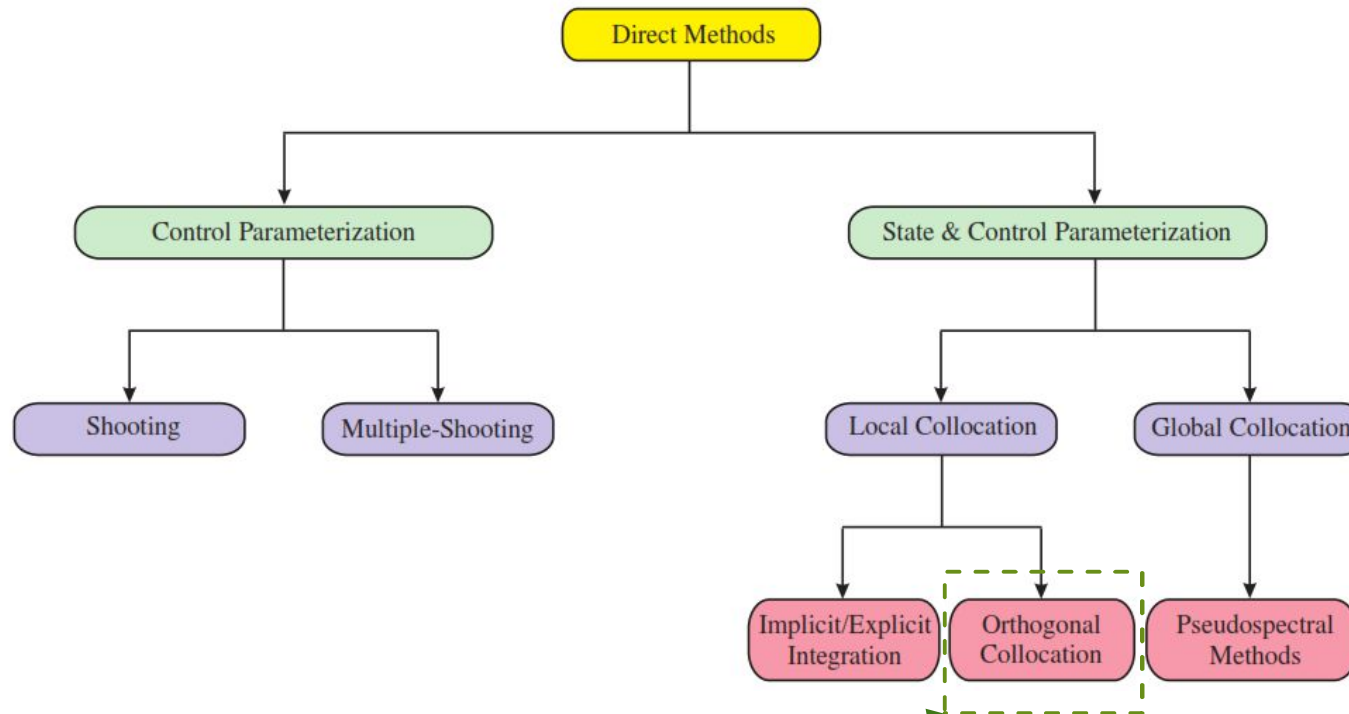 Direct Methods
Control Parameterization
State & Control Parameterization
Shooting
Multiple-Shooting
Local Collocation
Global Collocation
Implicit/Explicit
Integration
Orthogonal
Collocation
Pseudospectral
Methods